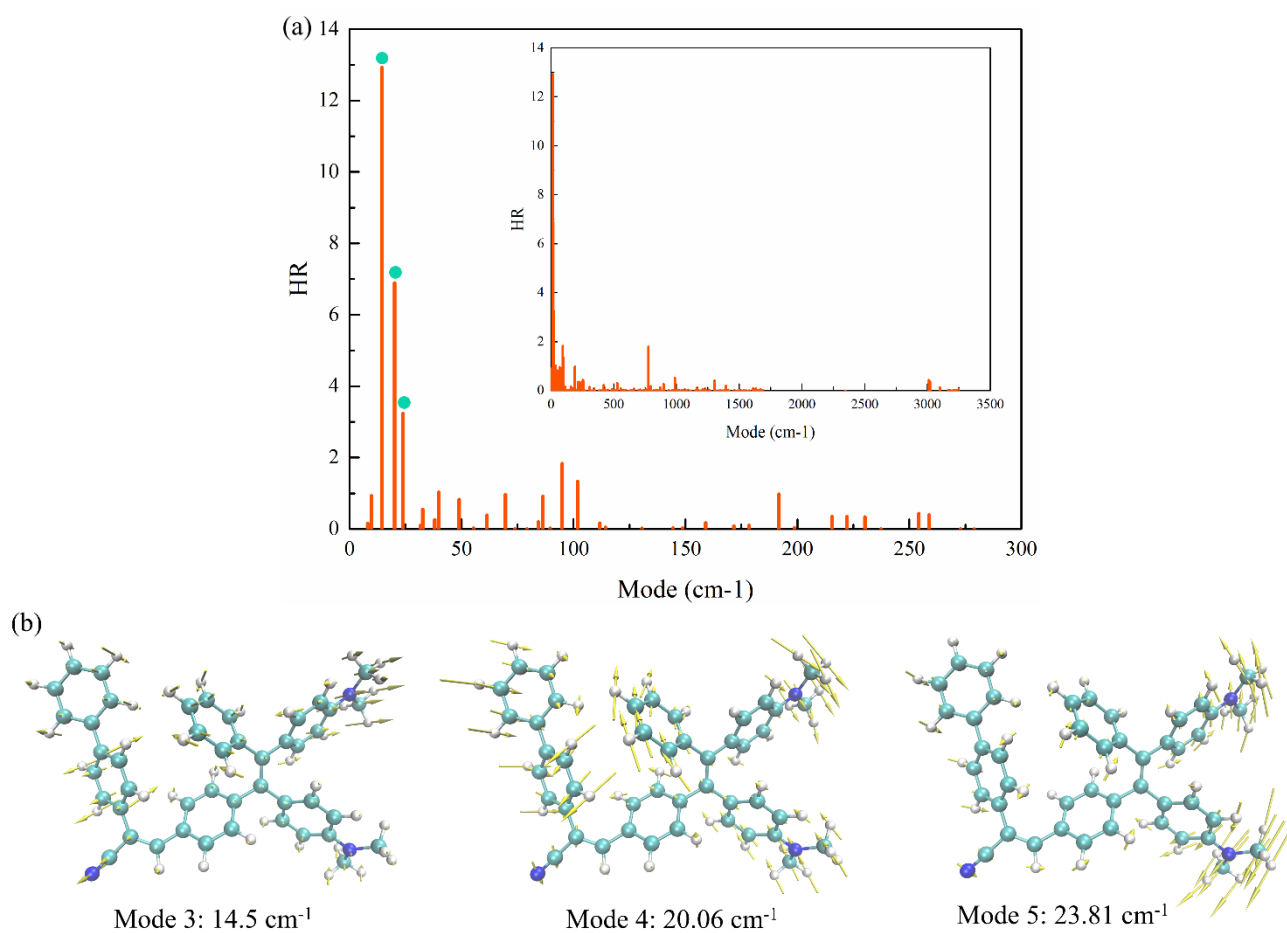 (a)
14
12
10
8
6
4
2
0
HR
0 50 100 150 200 250 300
Mode (cm-1)
14
12
10
8
6
4
2
0
HR
0 500 1000 1500 2000 2500 3000 3500
Mode (cm-1)
(b)
Mode 3: 14.5 cm⁻¹
Mode 4: 20.06 cm⁻¹
Mode 5: 23.81 cm⁻¹